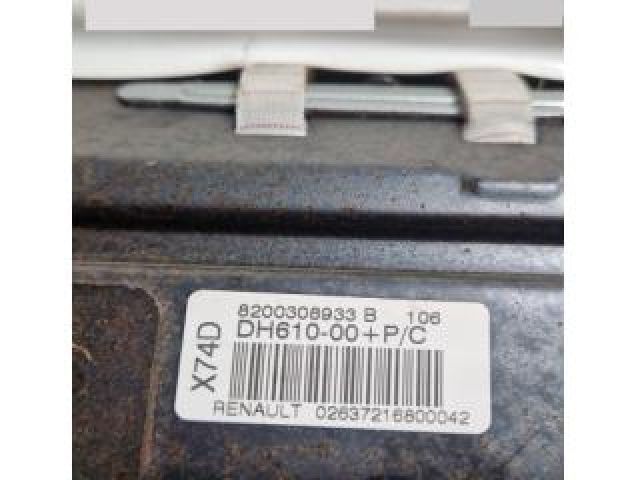 8200308933 B 106
X74D
DH610-00+P/C
RENAULT 02637216800042